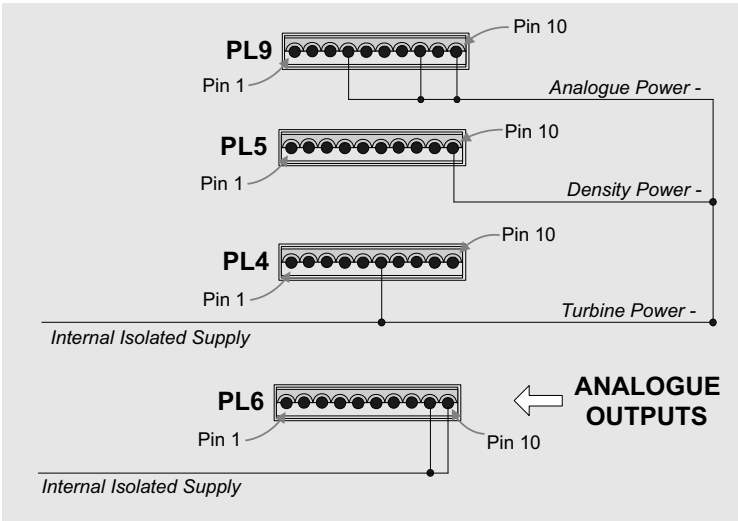 Pin 10
PL9
Pin 1
Analogue Power -
Pin 10
PL5
Pin 1
Density Power -
Pin 10
PL4
Pin 1
Turbine Power -
Internal Isolated Supply
ANALOGUE
OUTPUTS
PL6
Pin 1
Pin 10
Internal Isolated Supply